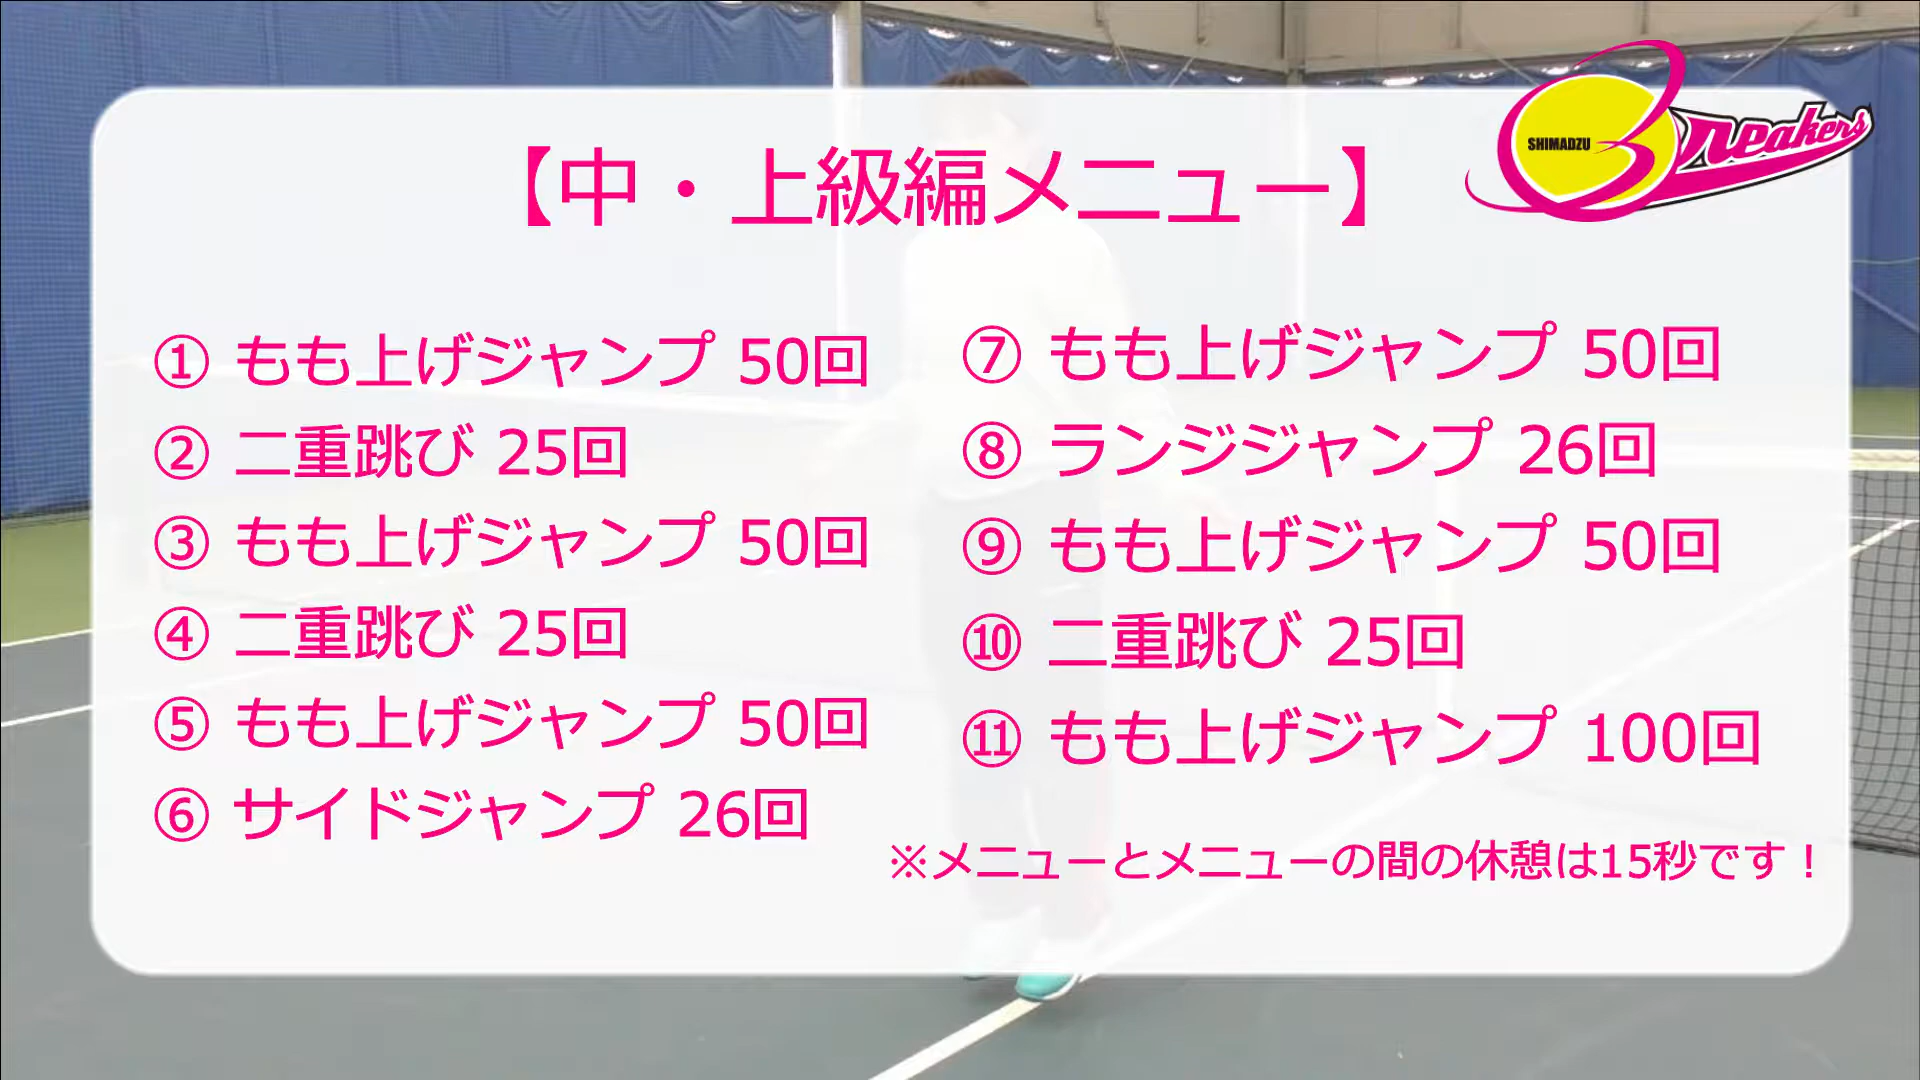 SHIMADZU
Breakers
【中・上級編メニュー】
① もも上げジャンプ 50回
② 二重跳び 25回
③ もも上げジャンプ 50回
④ 二重跳び 25回
⑤ もも上げジャンプ 50回
⑥ サイドジャンプ 26回
⑦ もも上げジャンプ 50回
⑧ ランジジャンプ 26回
⑨ もも上げジャンプ 50回
⑩ 二重跳び 25回
⑪ もも上げジャンプ 100回
※メニューとメニューの間の休憩は15秒です！